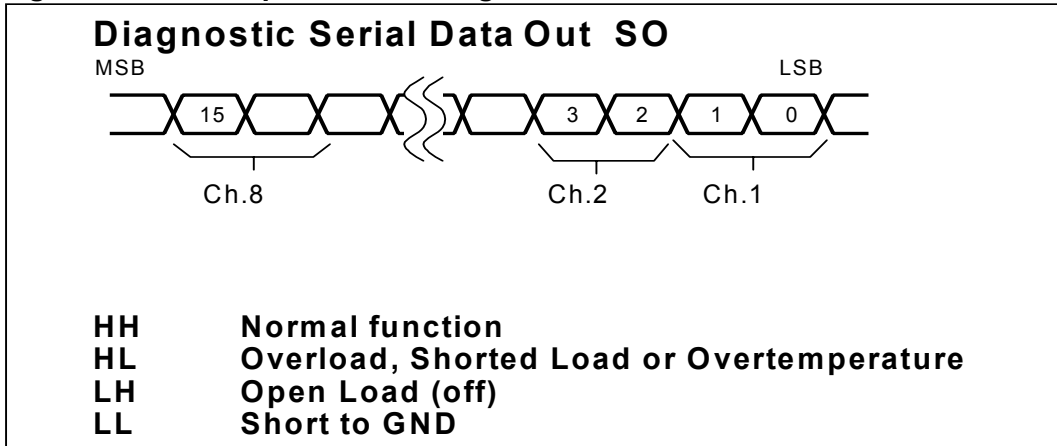 Diagnostic Serial Data Out SO
MSB LSB
15 3 2 1 0
Ch.8 Ch.2 Ch.1
HH Normal function
HL Overload, Shorted Load or Overtemperature
LH Open Load (off)
LL Short to GND